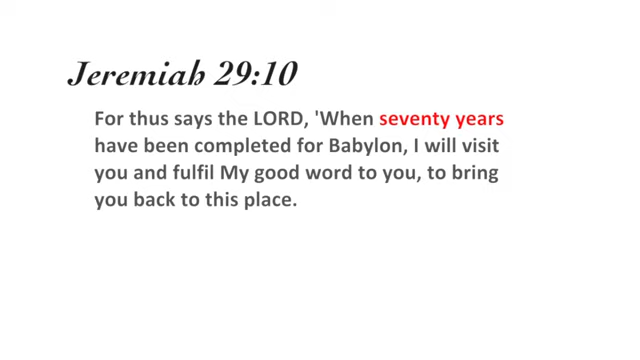 Jeremiah 29:10
For thus says the LORD, 'When seventy years
have been completed for Babylon, I will visit
you and fulfil My good word to you, to bring
you back to this place.